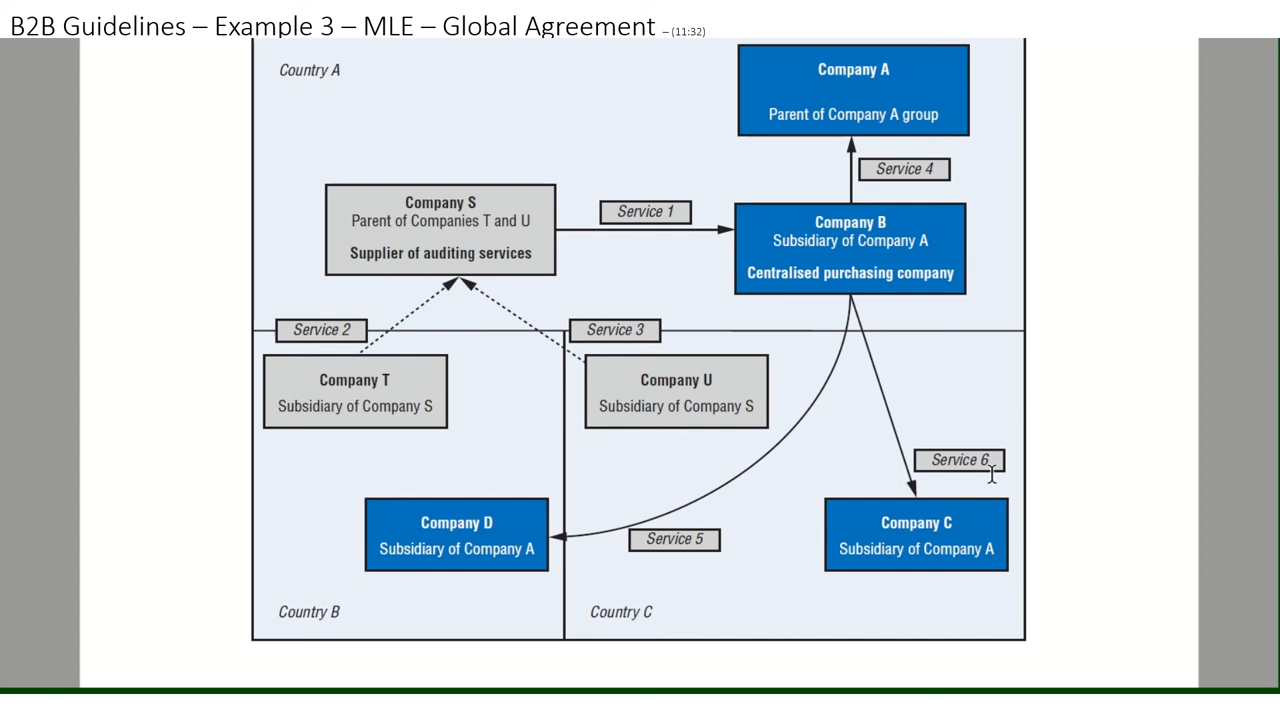 B2B Guidelines – Example 3 – MLE – Global Agreement – (11:32)
Country A
Company A
Parent of Company A group
Service 4
Company S
Parent of Companies T and U
Supplier of auditing services
Service 1
Company B
Subsidiary of Company A
Centralised purchasing company
Service 2
Service 3
Company T
Subsidiary of Company S
Company U
Subsidiary of Company S
Service 6
Company D
Subsidiary of Company A
Service 5
Company C
Subsidiary of Company A
Country B
Country C